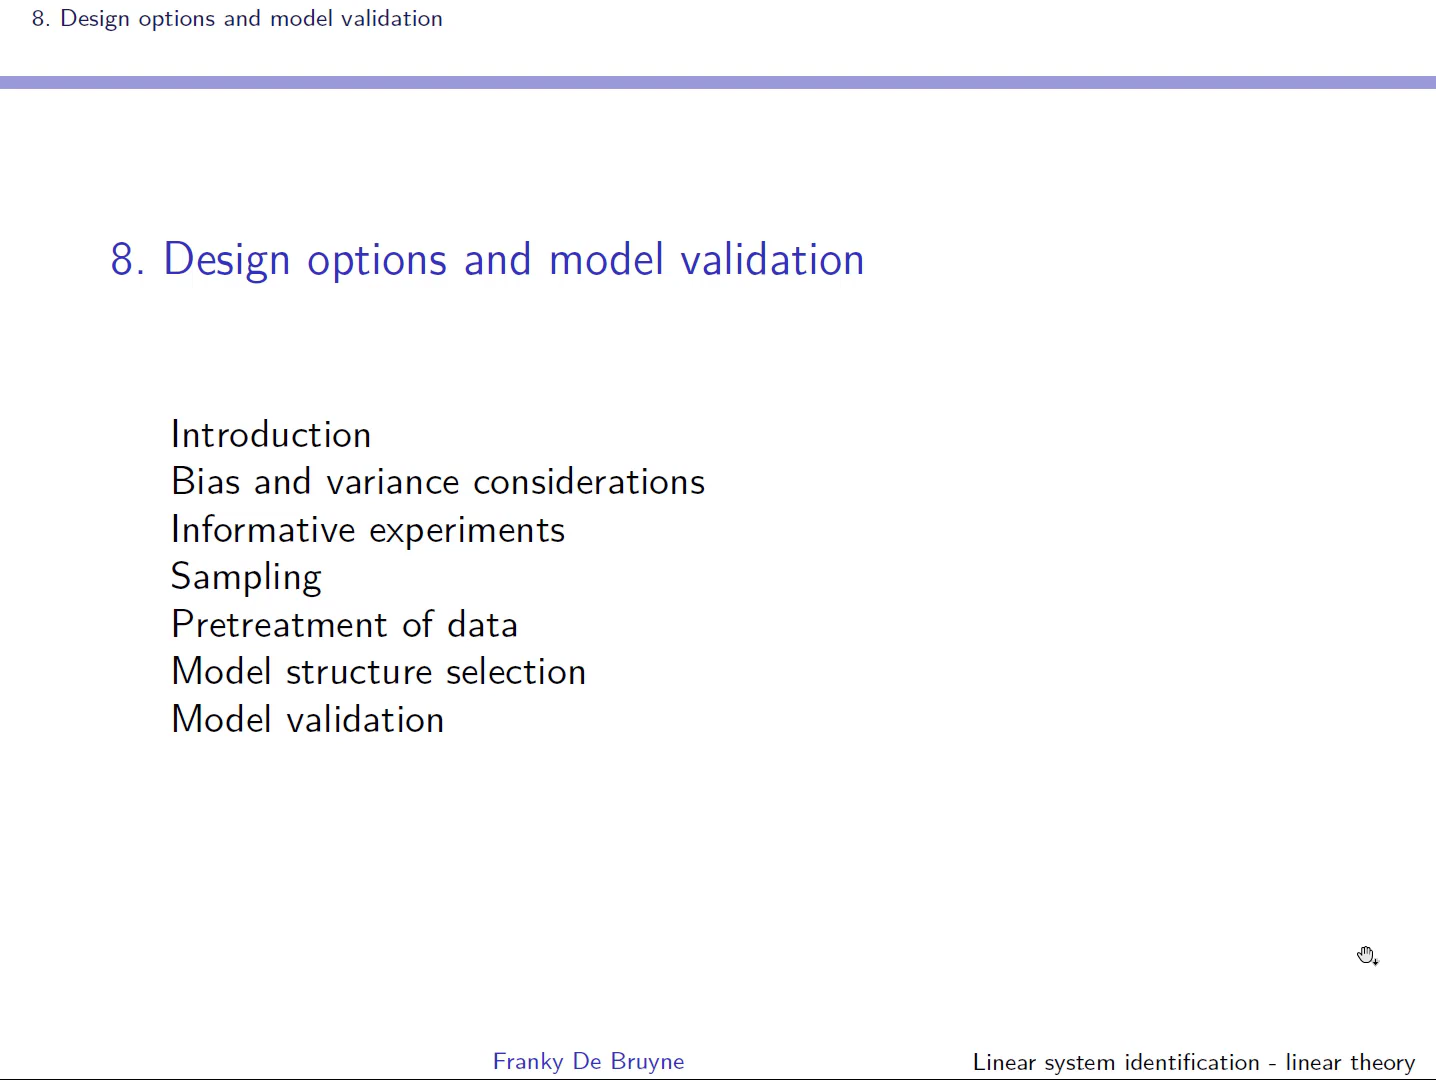 8. Design options and model validation
8. Design options and model validation
Introduction
Bias and variance considerations
Informative experiments
Sampling
Pretreatment of data
Model structure selection
Model validation
Franky De Bruyne
Linear system identification - linear theory